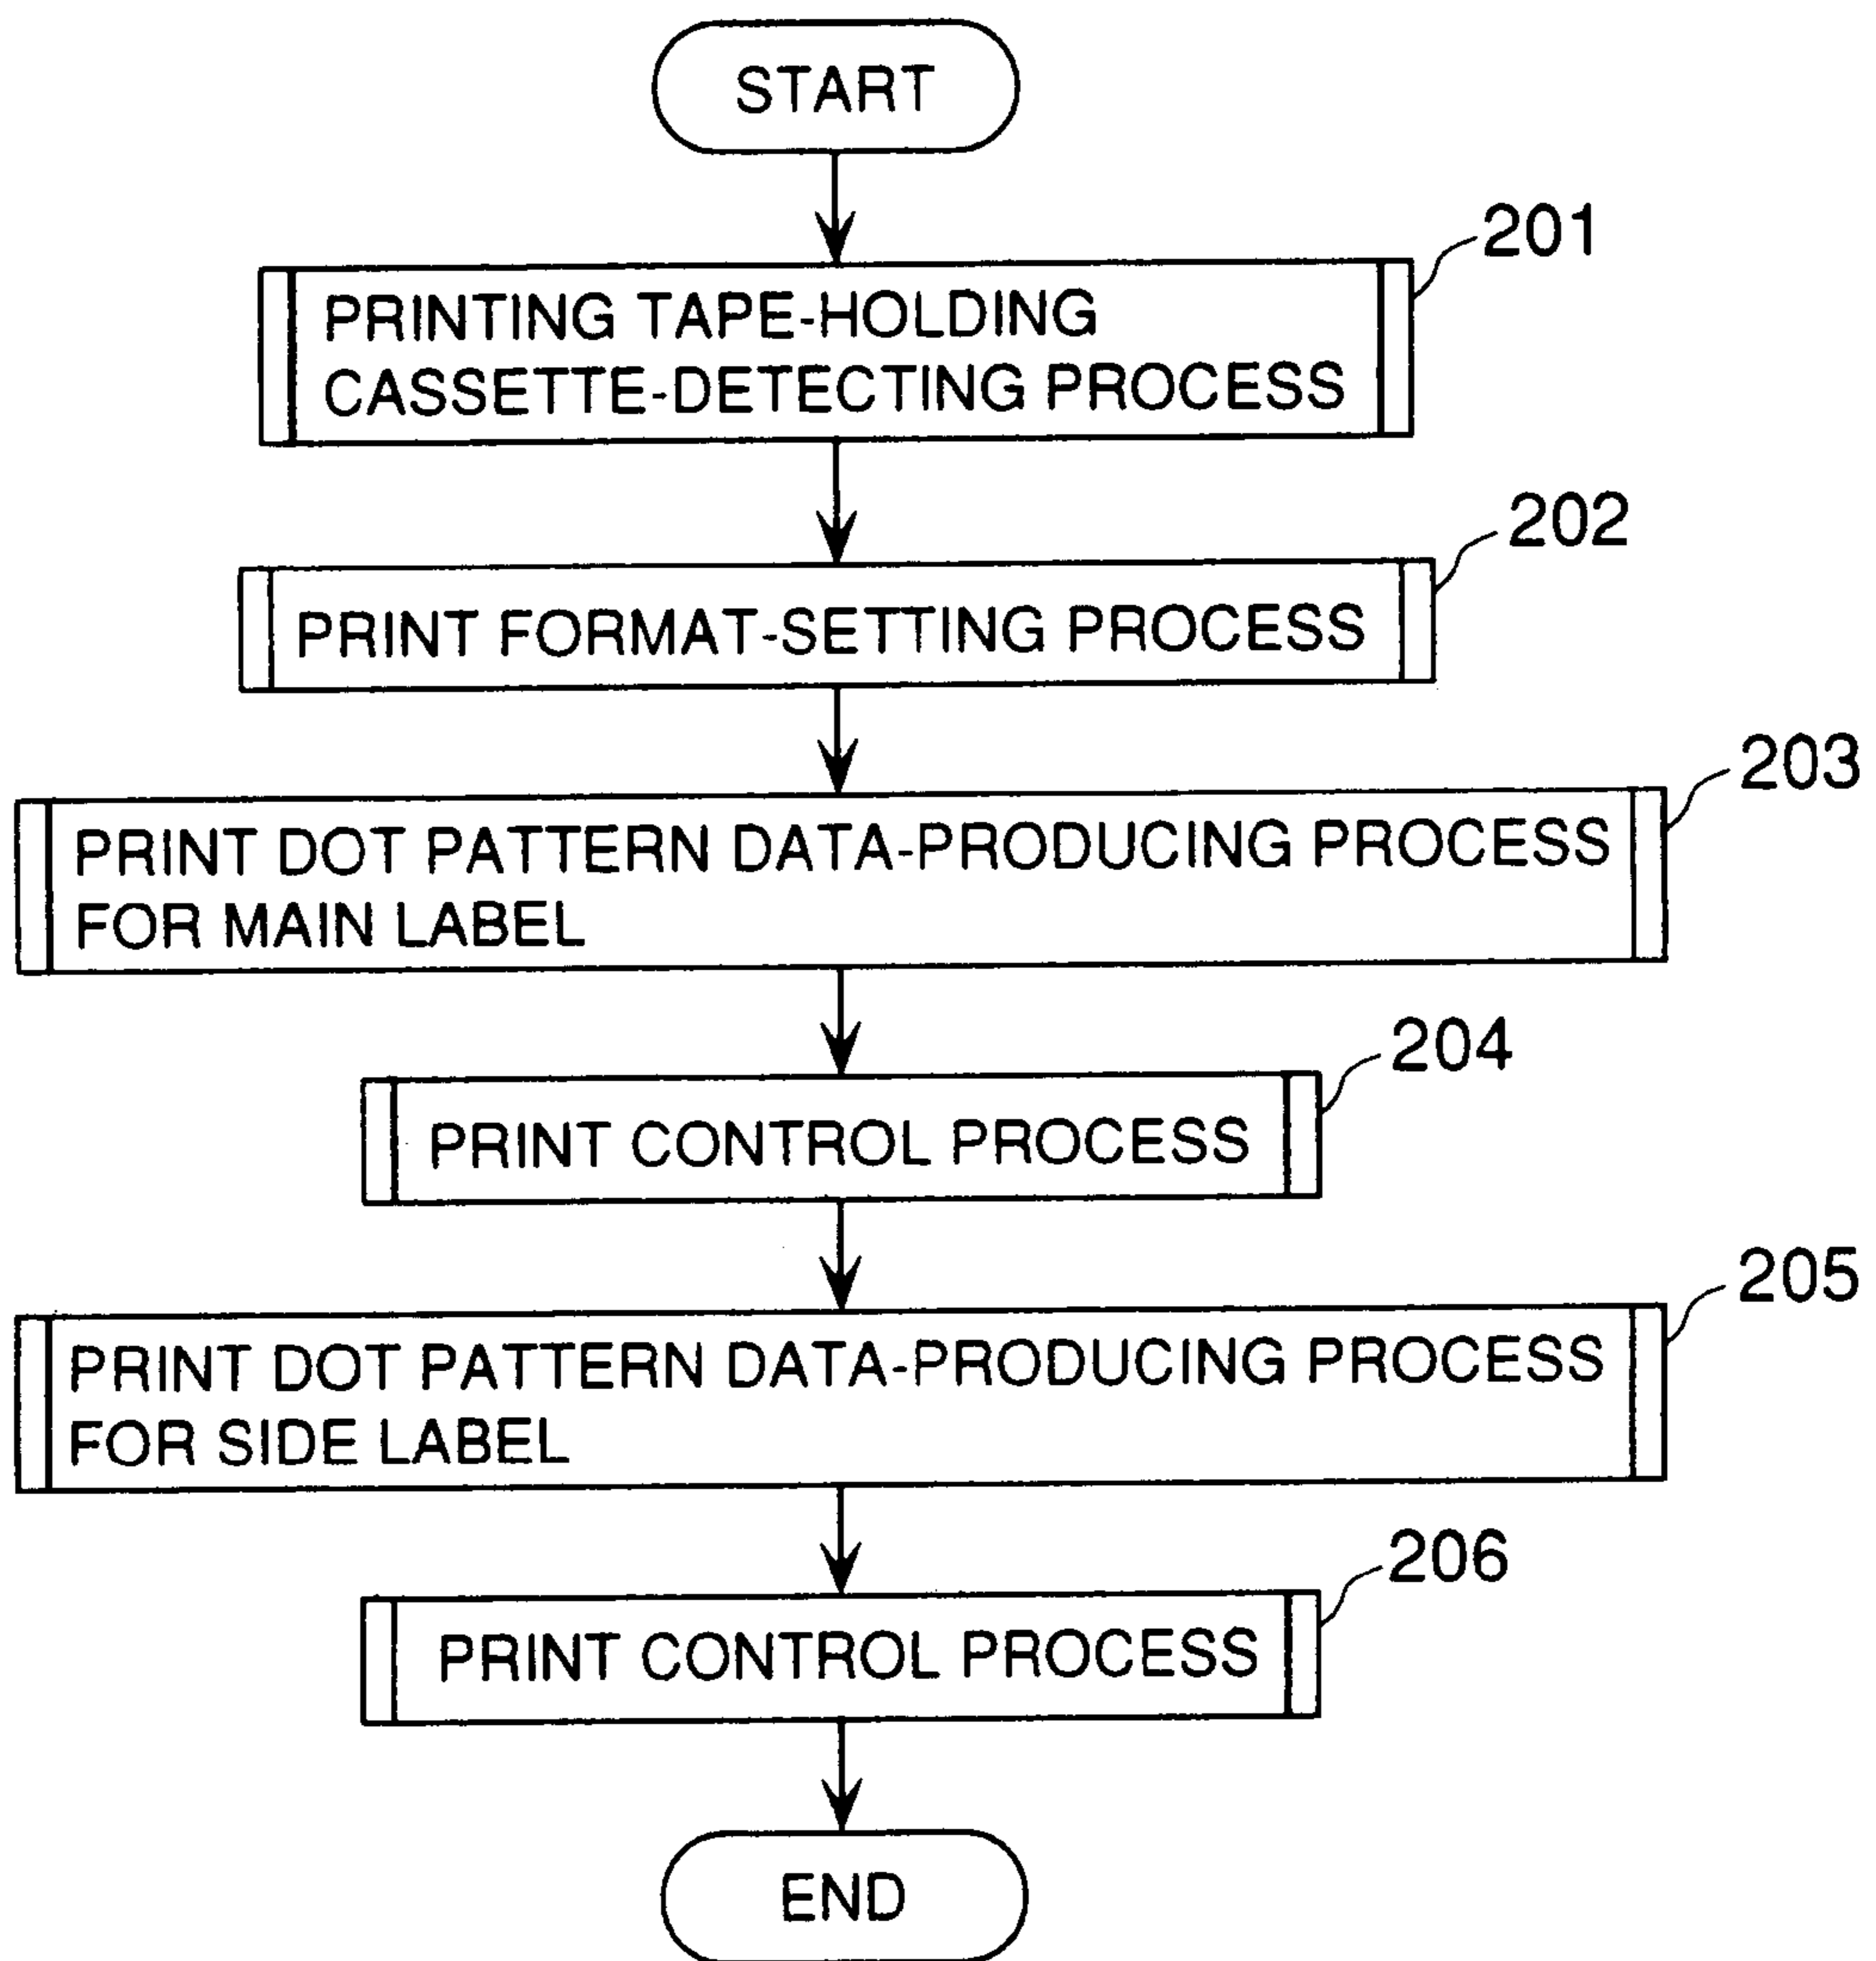 START
201
PRINTING TAPE-HOLDING
CASSETTE-DETECTING PROCESS
202
PRINT FORMAT-SETTING PROCESS
203
PRINT DOT PATTERN DATA-PRODUCING PROCESS
FOR MAIN LABEL
204
PRINT CONTROL PROCESS
205
PRINT DOT PATTERN DATA-PRODUCING PROCESS
FOR SIDE LABEL
206
PRINT CONTROL PROCESS
END